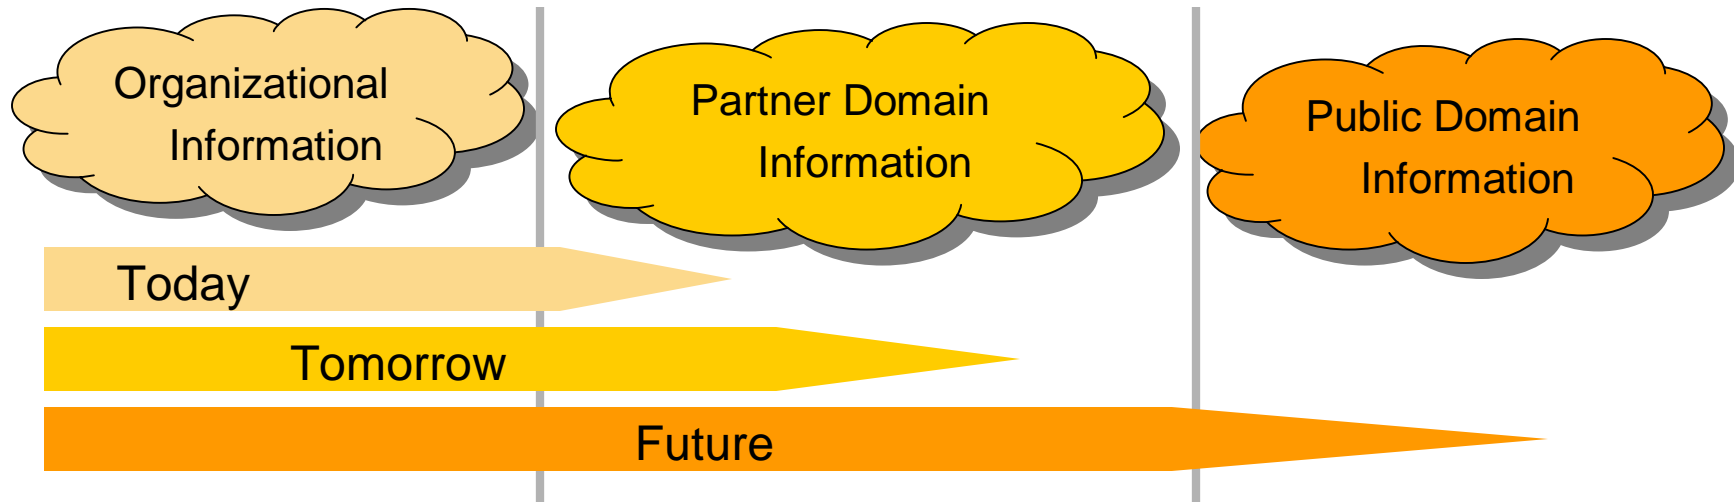 Organizational
Information
Partner Domain
Information
Public Domain
Information
Today
Tomorrow
Future